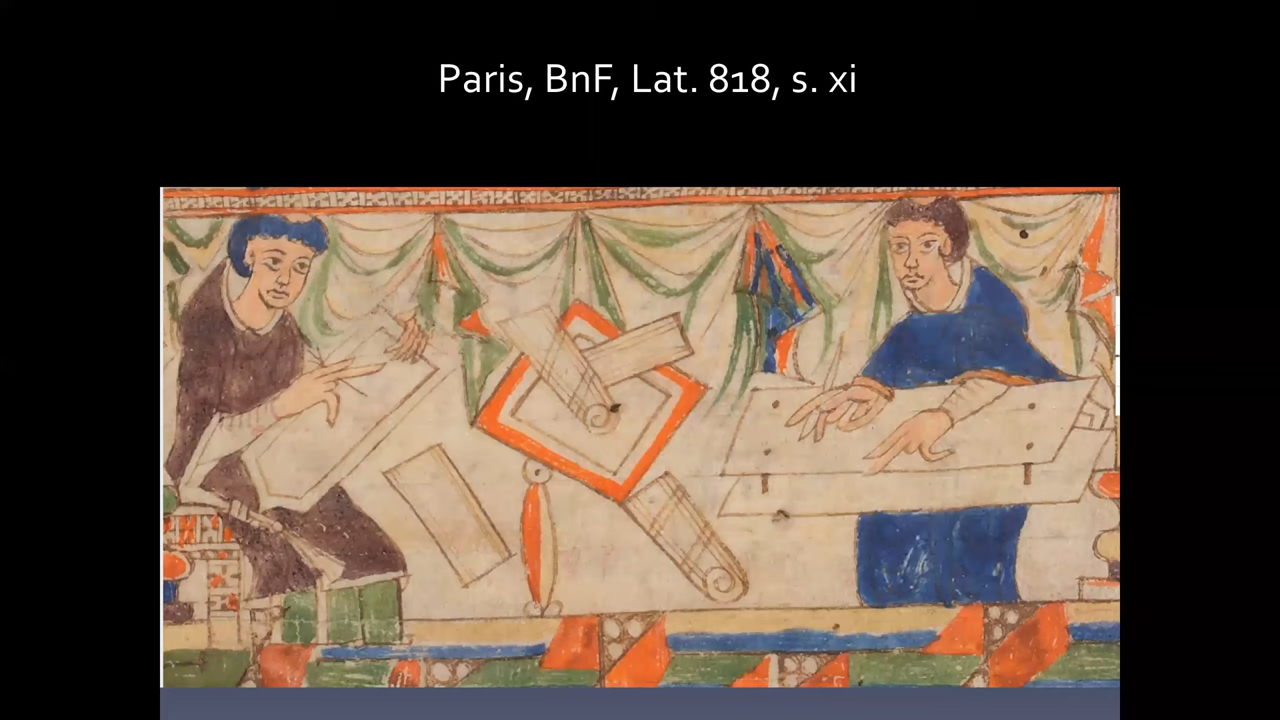 Paris, BnF, Lat. 818, s. xi